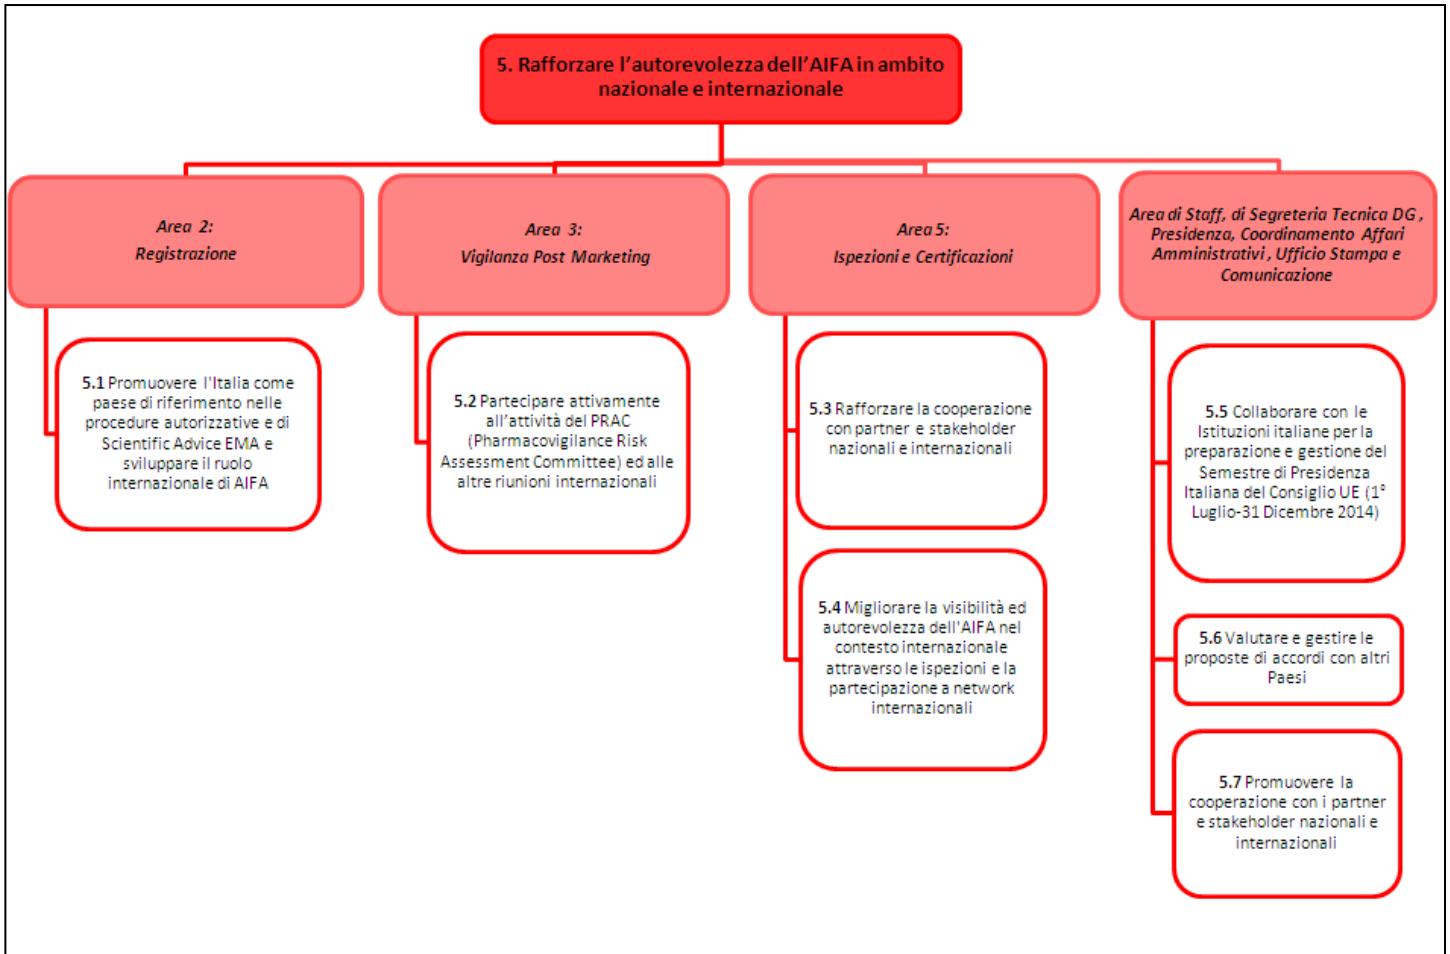 5. Rafforzare l'autorevolezza dell'AIFA in ambito
nazionale e internazionale
Area 2:
Registrazione
Area 3:
Vigilanza Post Marketing
Area 5:
Ispezioni e Certificazioni
Area di Staff, di Segreteria Tecnica DG ,
Presidenza, Coordinamento Affari
Amministrativi , Ufficio Stampa e
Comunicazione
5.1 Promuovere l'Italia come
paese di riferimento nelle
procedure autorizzative e di
Scientific Advice EMA e
sviluppare il ruolo
internazionale di AIFA
5.2 Partecipare attivamente
all'attività del PRAC
(Pharmacovigilance Risk
Assessment Committee) ed alle
altre riunioni internazionali
5.3 Rafforzare la cooperazione
con partner e stakeholder
nazionali e internazionali
5.4 Migliorare la visibilità ed
autorevolezza dell'AIFA nel
contesto internazionale
attraverso le ispezioni e la
partecipazione a network
internazionali
5.5 Collaborare con le
Istituzioni italiane per la
preparazione e gestione del
Semestre di Presidenza
Italiana del Consiglio UE (1°
Luglio-31 Dicembre 2014)
5.6 Valutare e gestire le
proposte di accordi con altri
Paesi
5.7 Promuovere la
cooperazione con i partner
e stakeholder nazionali e
internazionali